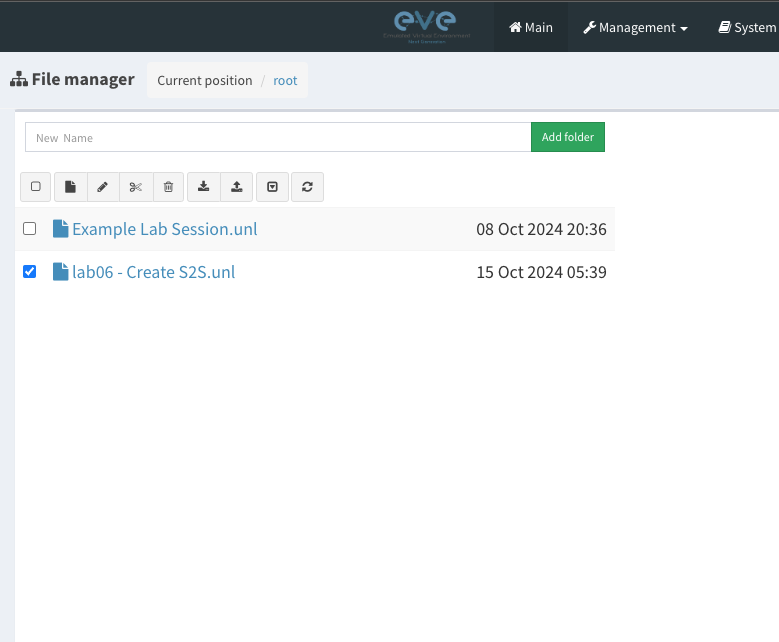 eve
Emulated Virtual Environment
Next Generation
Main
Management
System
File manager
Current position / root
New Name
Add folder
Example Lab Session.unl
08 Oct 2024 20:36
lab06 - Create S2S.unl
15 Oct 2024 05:39